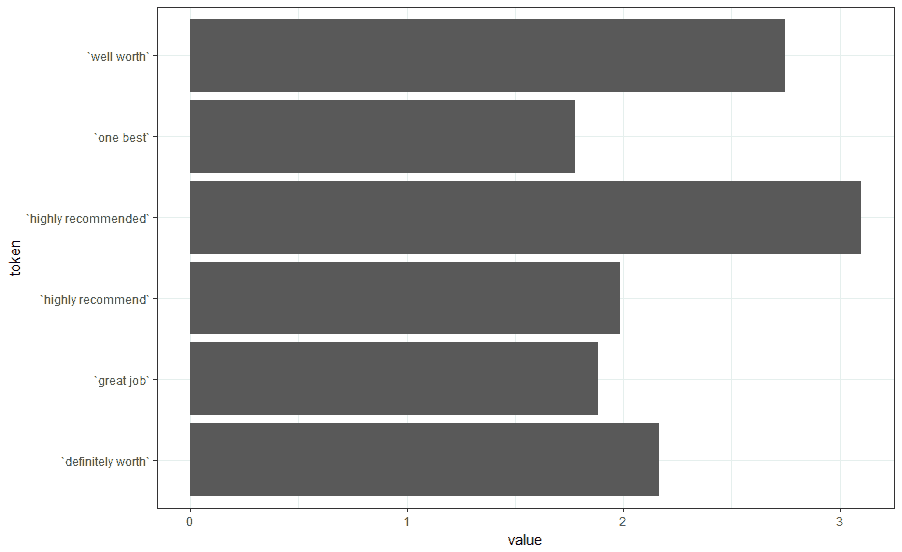 `well worth`
`one best`
`highly recommended`
`highly recommend`
`great job`
`definitely worth`
token
0 1 2 3
value